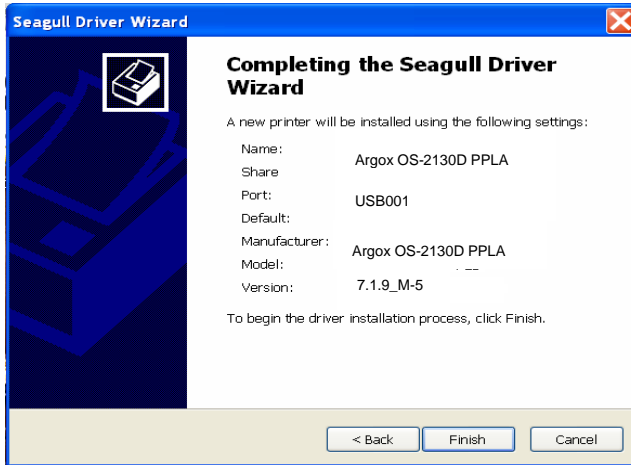 Seagull Driver Wizard
Completing the Seagull Driver
Wizard
A new printer will be installed using the following settings:
Name: Argox OS-2130D PPLA
Share
Port: USB001
Default:
Manufacturer: Argox OS-2130D PPLA
Model:
Version: 7.1.9_M-5
To begin the driver installation process, click Finish.
< Back Finish Cancel